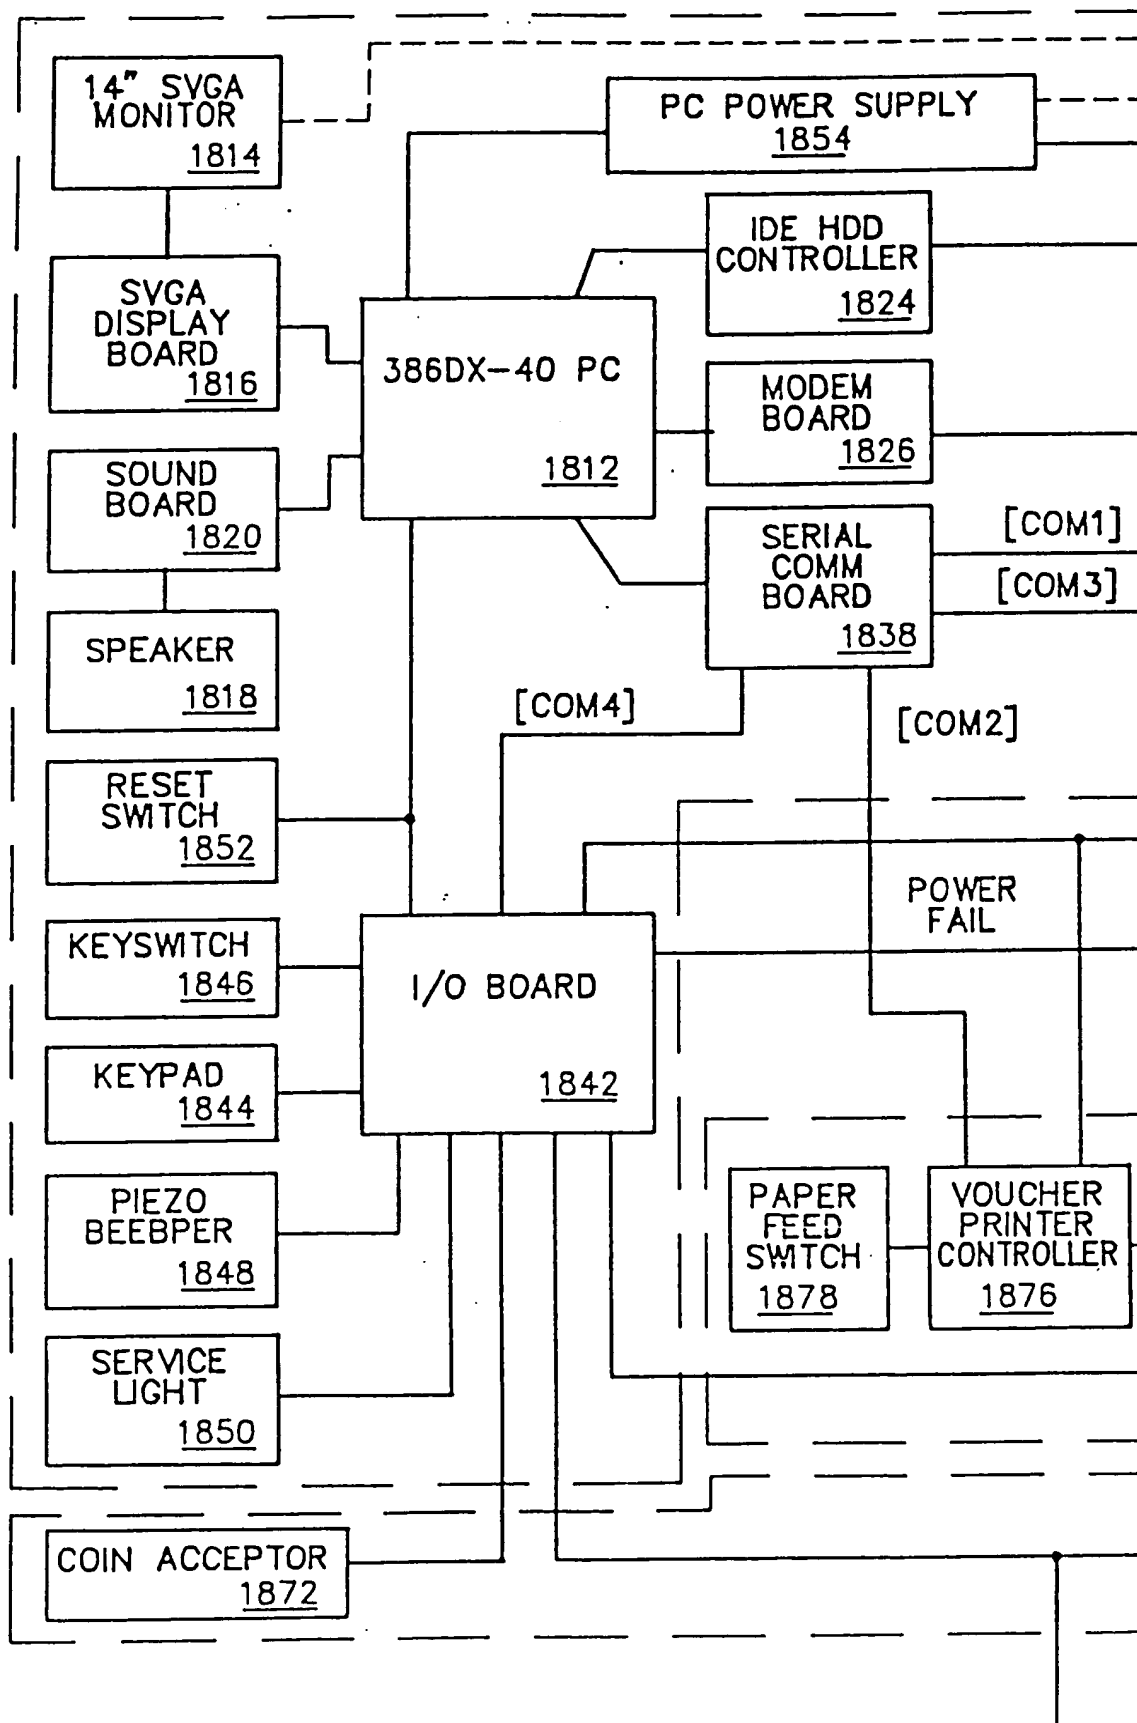 14" SVGA
MONITOR
1814
PC POWER SUPPLY
1854
IDE HDD
CONTROLLER
1824
SVGA
DISPLAY
BOARD
1816
386DX-40 PC
1812
MODEM
BOARD
1826
SOUND
BOARD
1820
SERIAL
COMM
BOARD
1838
[COM1]
[COM3]
SPEAKER
1818
[COM4]
[COM2]
RESET
SWITCH
1852
POWER
FAIL
KEYSWITCH
1846
I/O BOARD
1842
KEYPAD
1844
PIEZO
BEEBPER
1848
PAPER
FEED
SWITCH
1878
VOUCHER
PRINTER
CONTROLLER
1876
SERVICE
LIGHT
1850
COIN ACCEPTOR
1872